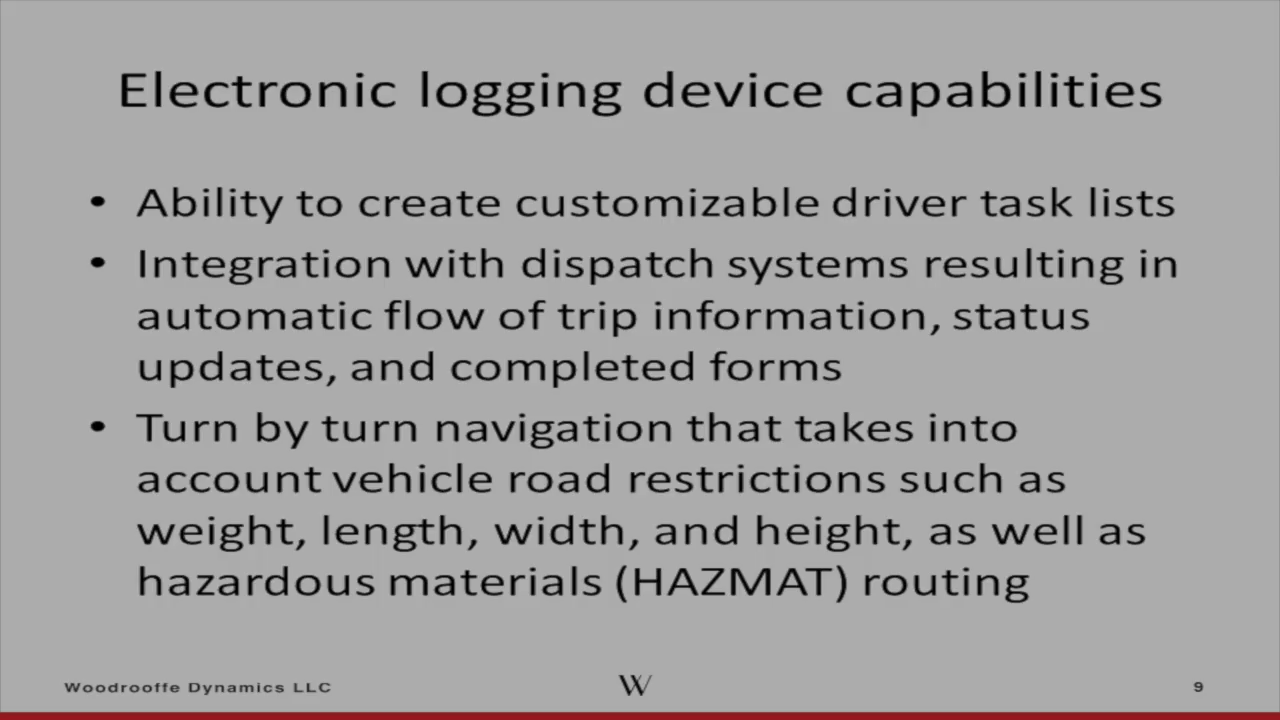 Electronic logging device capabilities
• Ability to create customizable driver task lists
• Integration with dispatch systems resulting in
automatic flow of trip information, status
updates, and completed forms
• Turn by turn navigation that takes into
account vehicle road restrictions such as
weight, length, width, and height, as well as
hazardous materials (HAZMAT) routing
Woodrooffe Dynamics LLC
W
9